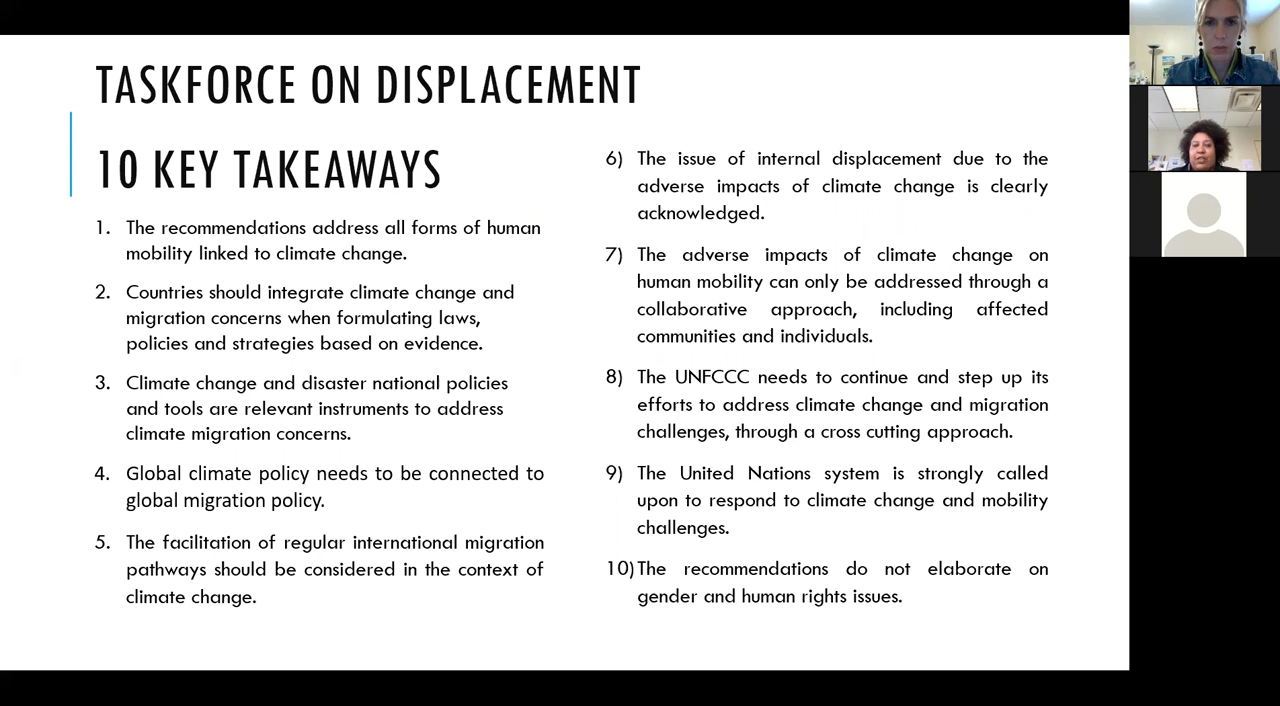 TASKFORCE ON DISPLACEMENT
10 KEY TAKEAWAYS
1. The recommendations address all forms of human
mobility linked to climate change.
2. Countries should integrate climate change and
migration concerns when formulating laws,
policies and strategies based on evidence.
3. Climate change and disaster national policies
and tools are relevant instruments to address
climate migration concerns.
4. Global climate policy needs to be connected to
global migration policy.
5. The facilitation of regular international migration
pathways should be considered in the context of
climate change.
6) The issue of internal displacement due to the
adverse impacts of climate change is clearly
acknowledged.
7) The adverse impacts of climate change on
human mobility can only be addressed through a
collaborative approach, including affected
communities and individuals.
8) The UNFCCC needs to continue and step up its
efforts to address climate change and migration
challenges, through a cross cutting approach.
9) The United Nations system is strongly called
upon to respond to climate change and mobility
challenges.
10) The recommendations do not elaborate on
gender and human rights issues.